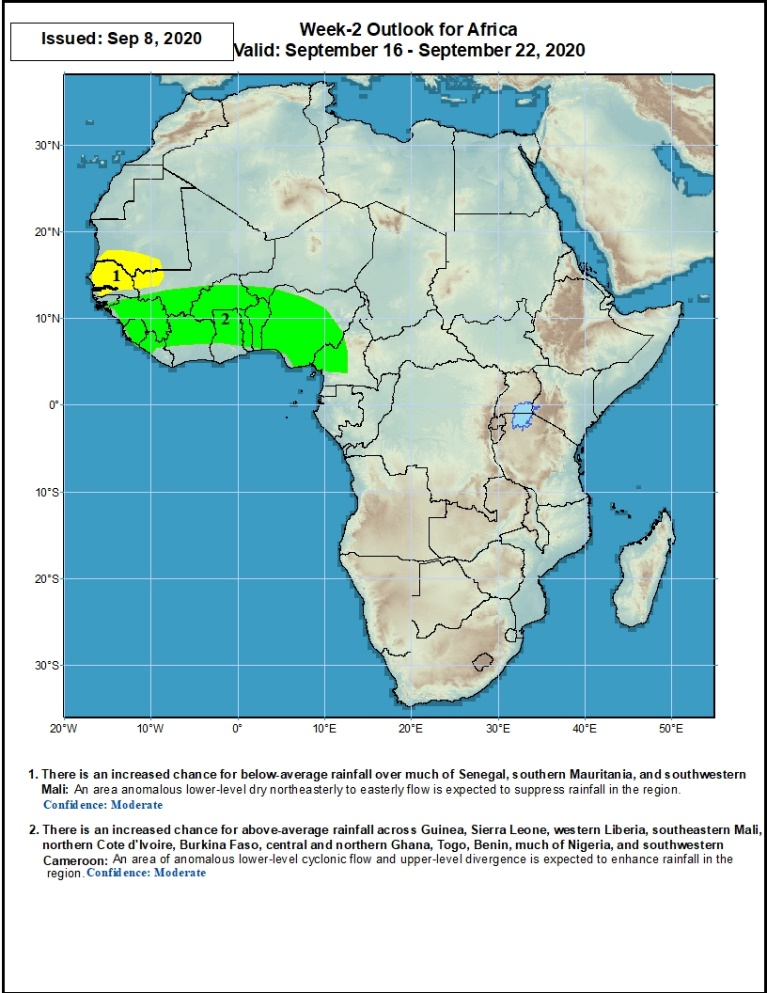 Issued: Sep 8, 2020
Week-2 Outlook for Africa
Valid: September 16 - September 22, 2020
30°N
20°N
1
10°N
2
0°
10°S
20°S
30°S
20°W 10°W 0° 10°E 20°E 30°E 40°E 50°E
1. There is an increased chance for below-average rainfall over much of Senegal, southern Mauritania, and southwestern
Mali: An area anomalous lower-level dry northeasterly to easterly flow is expected to suppress rainfall in the region.
Confidence: Moderate
2. There is an increased chance for above-average rainfall across Guinea, Sierra Leone, western Liberia, southeastern Mali,
northern Cote d'Ivoire, Burkina Faso, central and northern Ghana, Togo, Benin, much of Nigeria, and southwestern
Cameroon: An area of anomalous lower-level cyclonic flow and upper-level divergence is expected to enhance rainfall in the
region. Confidence: Moderate